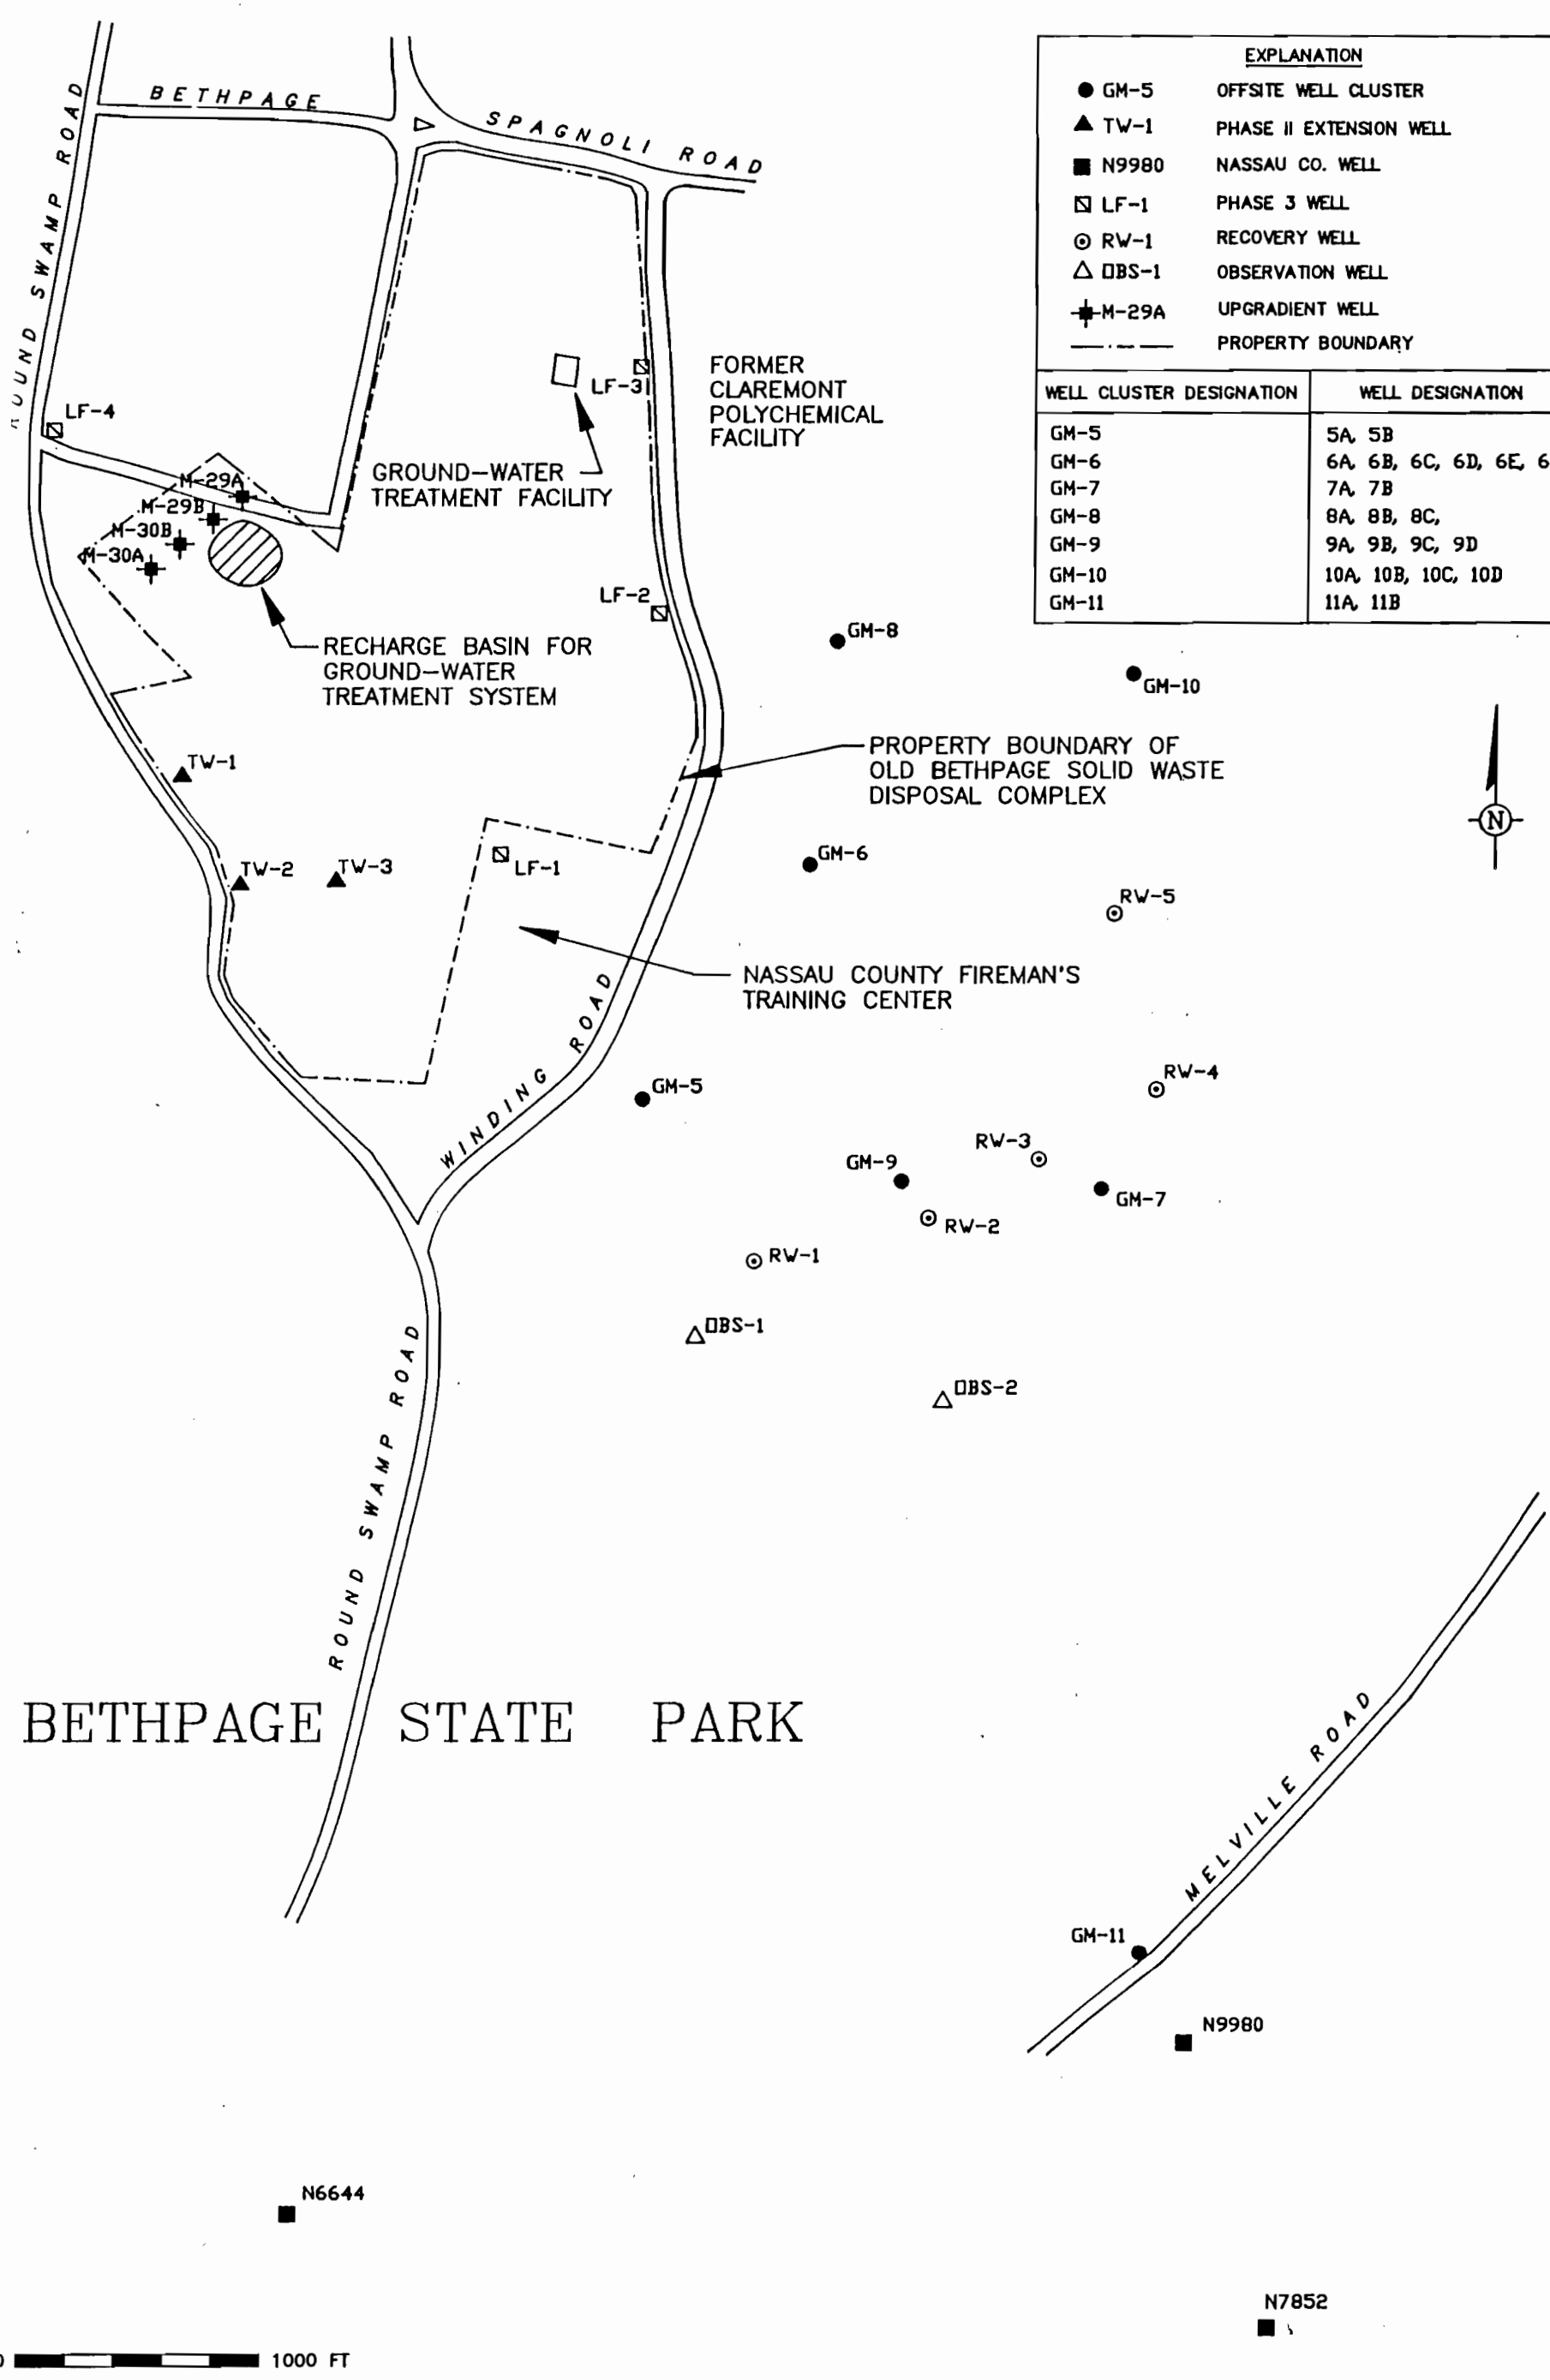 EXPLANATION
GM-5 OFFSITE WELL CLUSTER
TW-1 PHASE II EXTENSION WELL
N9980 NASSAU CO. WELL
LF-1 PHASE 3 WELL
RW-1 RECOVERY WELL
OBS-1 OBSERVATION WELL
M-29A UPGRADIENT WELL
PROPERTY BOUNDARY
WELL CLUSTER DESIGNATION WELL DESIGNATION
GM-5 5A, 5B
GM-6 6A, 6B, 6C, 6D, 6E, 6
GM-7 7A, 7B
GM-8 8A, 8B, 8C,
GM-9 9A, 9B, 9C, 9D
GM-10 10A, 10B, 10C, 10D
GM-11 11A, 11B
BETHPAGE
SPAGNOLI ROAD
ROUND SWAMP ROAD
LF-3
FORMER
CLAREMONT
POLYCHEMICAL
FACILITY
LF-4
GROUND-WATER
TREATMENT FACILITY
M-29A
M-29B
M-30B
M-30A
LF-2
RECHARGE BASIN FOR
GROUND-WATER
TREATMENT SYSTEM
GM-8
GM-10
PROPERTY BOUNDARY OF
OLD BETHPAGE SOLID WASTE
DISPOSAL COMPLEX
TW-1
N
TW-2
TW-3
LF-1
GM-6
RW-5
NASSAU COUNTY FIREMAN'S
TRAINING CENTER
WINDING ROAD
GM-5
RW-4
RW-3
GM-9
GM-7
RW-2
RW-1
OBS-1
OBS-2
ROUND SWAMP ROAD
BETHPAGE STATE PARK
MELVILLE ROAD
GM-11
N9980
N6644
N7852
0 1000 FT